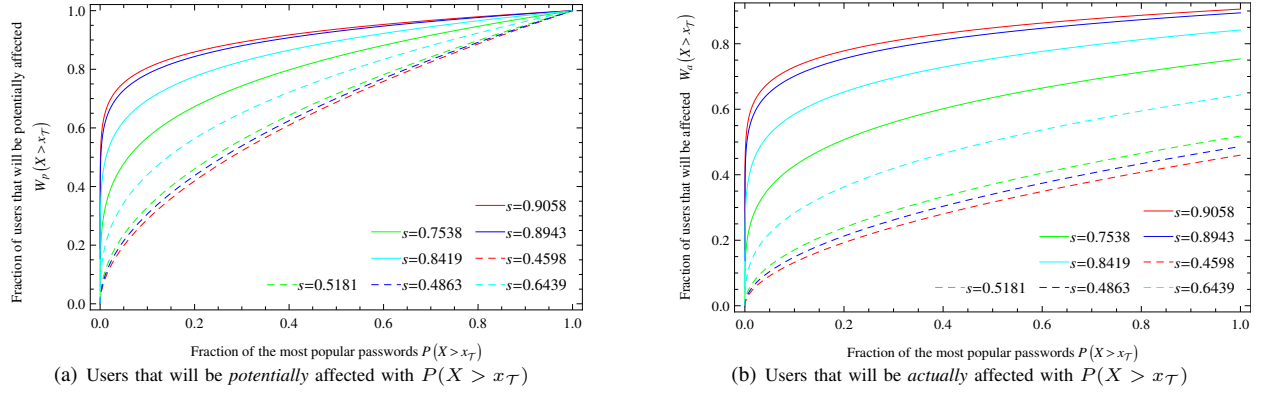 Fraction of users that will be potentially affected
W_p(X>x_𝒯)
1.0
0.8
0.6
0.4
0.2
0.0
s=0.9058
s=0.7538 s=0.8943
s=0.8419 s=0.4598
s=0.5181 s=0.4863 s=0.6439
0.0 0.2 0.4 0.6 0.8 1.0
Fraction of the most popular passwords P(X>x_𝒯)
(a) Users that will be potentially affected with P(X > x_𝒯)
Fraction of users that will be affected W_a(X>x_𝒯)
0.8
0.6
0.4
0.2
0.0
s=0.9058
s=0.7538 s=0.8943
s=0.8419 s=0.4598
s=0.5181 s=0.4863 s=0.6439
0.0 0.2 0.4 0.6 0.8 1.0
Fraction of the most popular passwords P(X>x_𝒯)
(b) Users that will be actually affected with P(X > x_𝒯)